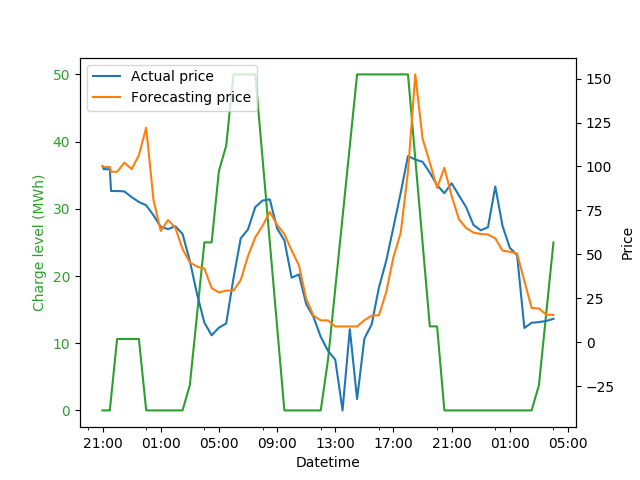 Actual price
Forecasting price
50
40
30
20
10
0
Charge level (MWh)
150
125
100
75
50
25
0
−25
Price
21:00 01:00 05:00 09:00 13:00 17:00 21:00 01:00 05:00
Datetime